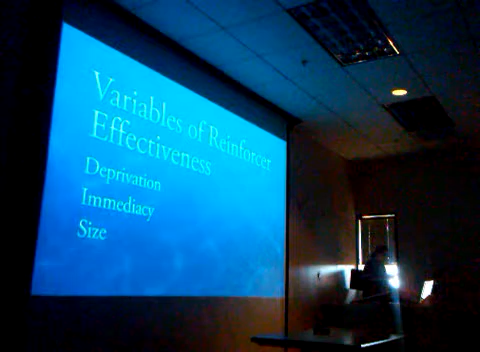 Variables of Reinforcer
Effectiveness
Deprivation
Immediacy
Size